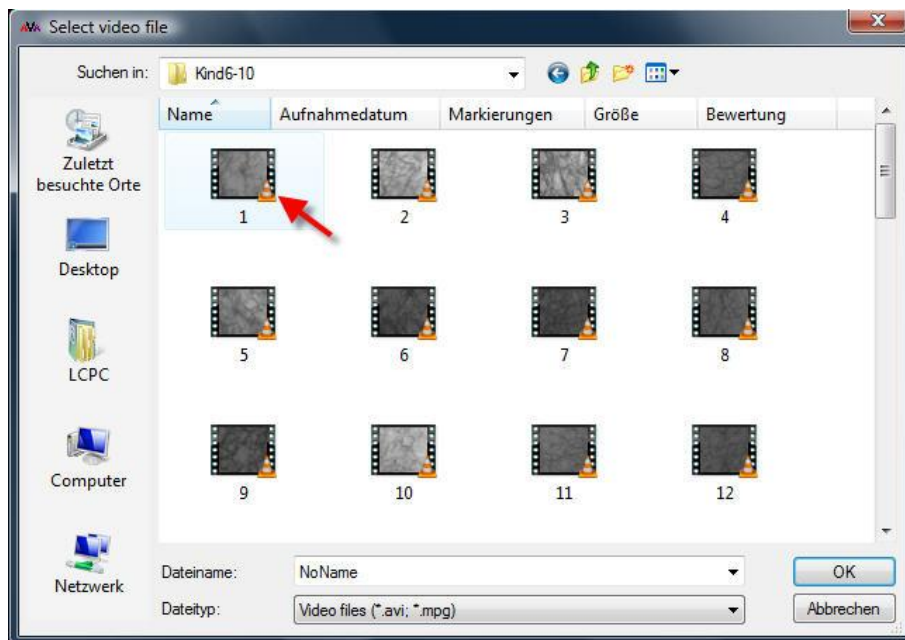 AVA Select video file
Suchen in: Kind6-10
Name Aufnahmedatum Markierungen Größe Bewertung
Zuletzt besuchte Orte
Desktop
LCPC
Computer
Netzwerk
1 2 3 4
5 6 7 8
9 10 11 12
Dateiname: NoName OK
Dateityp: Video files (*.avi; *.mpg) Abbrechen